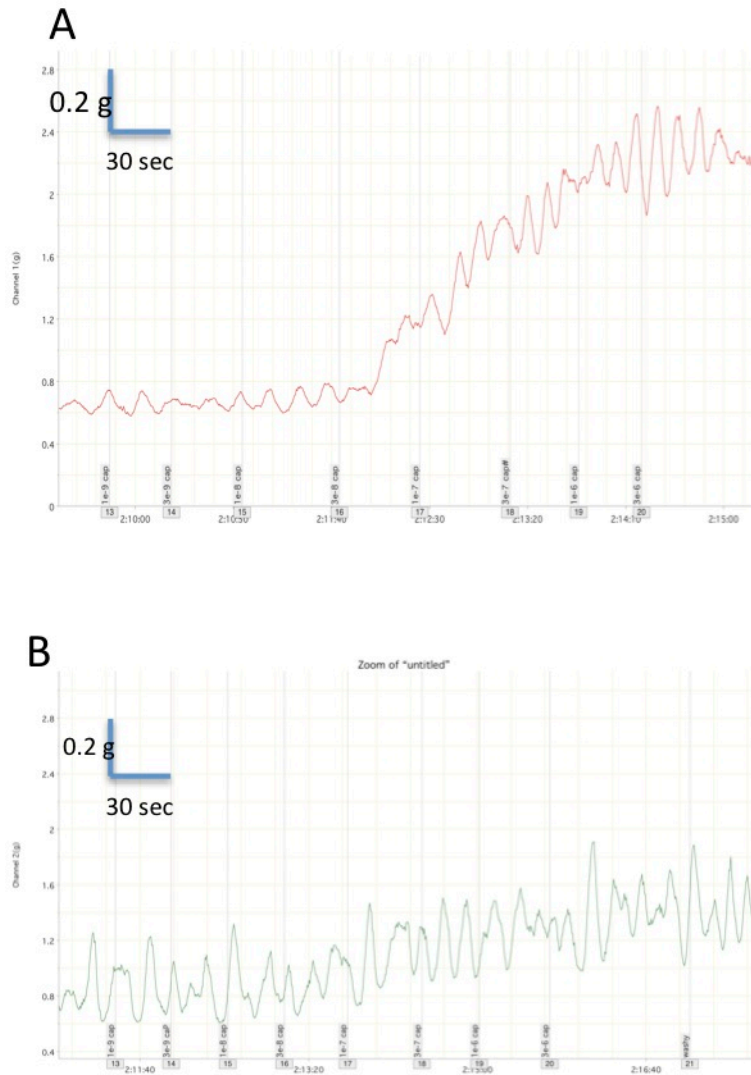 A
2.8
0.2 g
2.4
30 sec
2
Channel 1 (g)
1.6
1.2
0.8
0.4
0
1e-9 cap
3e-9 cap
1e-8 cap
3e-8 cap
1e-7 cap
3e-7 cap#
1e-6 cap
3e-6 cap
13 14 15 16 17 18 19 20
2:10:00 2:10:50 2:11:40 2:12:30 2:13:20 2:14:10 2:15:00
B
Zoom of "untitled"
2.8
0.2 g
2.4
30 sec
2
Channel 2 (g)
1.6
1.2
0.8
0.4
1e-9 cap
3e-9 cap
1e-8 cap
3e-8 cap
1e-7 cap
3e-7 cap
1e-6 cap
3e-6 cap
washy
13 14 15 16 17 18 19 20 21
2:11:40 2:13:20 2:15:00 2:16:40